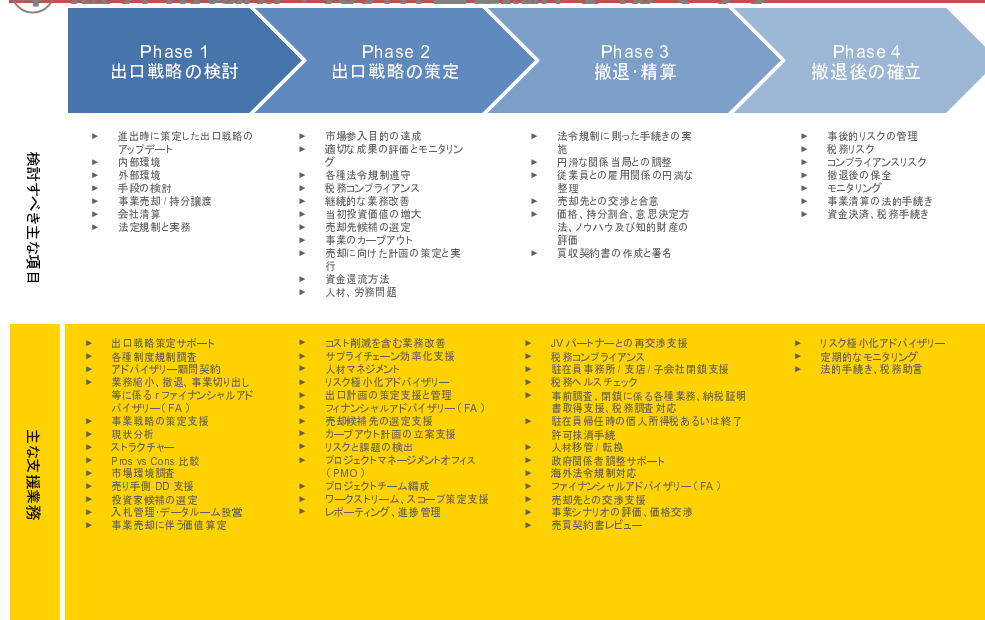 Phase 1
出口戦略の検討
Phase 2
出口戦略の策定
Phase 3
撤退・精算
Phase 4
撤退後の確立
検討すべき主な項目
► 進出時に策定した出口戦略の
アップデート
► 内部環境
► 外部環境
► 手段の検討
► 事業売却/持分譲渡
► 会社清算
► 法定規制と実務
► 市場参入目的の達成
► 適切な成果の評価とモニタリン
グ
► 各種法令規制遵守
► 税務コンプライアンス
► 継続的な業務改善
► 当初投資価値の増大
► 売却先候補の選定
► 事業のカーブアウト
► 売却に向けた計画の策定と実
行
► 資金還流方法
► 人材、労務問題
► 法令規制に則った手続きの実
施
► 円滑な関係当局との調整
► 従業員との雇用関係の円満な
整理
► 売却先との交渉と合意
► 価格、持分割合、意思決定方
法、ノウハウ及び知的財産の
評価
► 買収契約書の作成と署名
► 事後的リスクの管理
► 税務リスク
► コンプライアンスリスク
► 撤退後の保全
► モニタリング
► 事業清算の法的手続き
► 資金決済、税務手続き
主な支援業務
► 出口戦略策定サポート
► 各種制度規制調査
► アドバイザリー顧問契約
► 業務縮小、撤退、事業切り出し
等に係るrファイナンシャルアド
バイザリー(FA)
► 事業戦略の策定支援
► 現状分析
► ストラクチャー
► Pros vs Cons 比較
► 市場環境調査
► 売り手側 DD 支援
► 投資家候補の選定
► 入札管理・データルーム設営
► 事業売却に伴う価値算定
► コスト削減を含む業務改善
► サプライチェーン効率化支援
► 人材マネジメント
► リスク極小化アドバイザリー
► 出口計画の策定支援と管理
► フィナンシャルアドバイザリー(FA)
► 売却候補先の選定支援
► カーブアウト計画の立案支援
► リスクと課題の検出
► プロジェクトマネージメントオフィス
(PMO)
► プロジェクトチーム編成
► ワークストリーム、スコープ策定支援
► レポーティング、進捗管理
► JVパートナーとの再交渉支援
► 税務コンプライアンス
► 駐在員事務所/支店/子会社閉鎖支援
► 税務ヘルスチェック
► 事前調査、閉鎖に係る各種業務、納税証明
書取得支援、税務調査対応
► 駐在員帰任時の個人所得税あるいは終了
許可抹消手続
► 人材移管/転換
► 政府関係者調整サポート
► 海外法令規制対応
► ファイナンシャルアドバイザリー(FA)
► 売却先との交渉支援
► 事業シナリオの評価、価格交渉
► 売買契約書レビュー
► リスク極小化アドバイザリー
► 定期的なモニタリング
► 法的手続き、税務助言